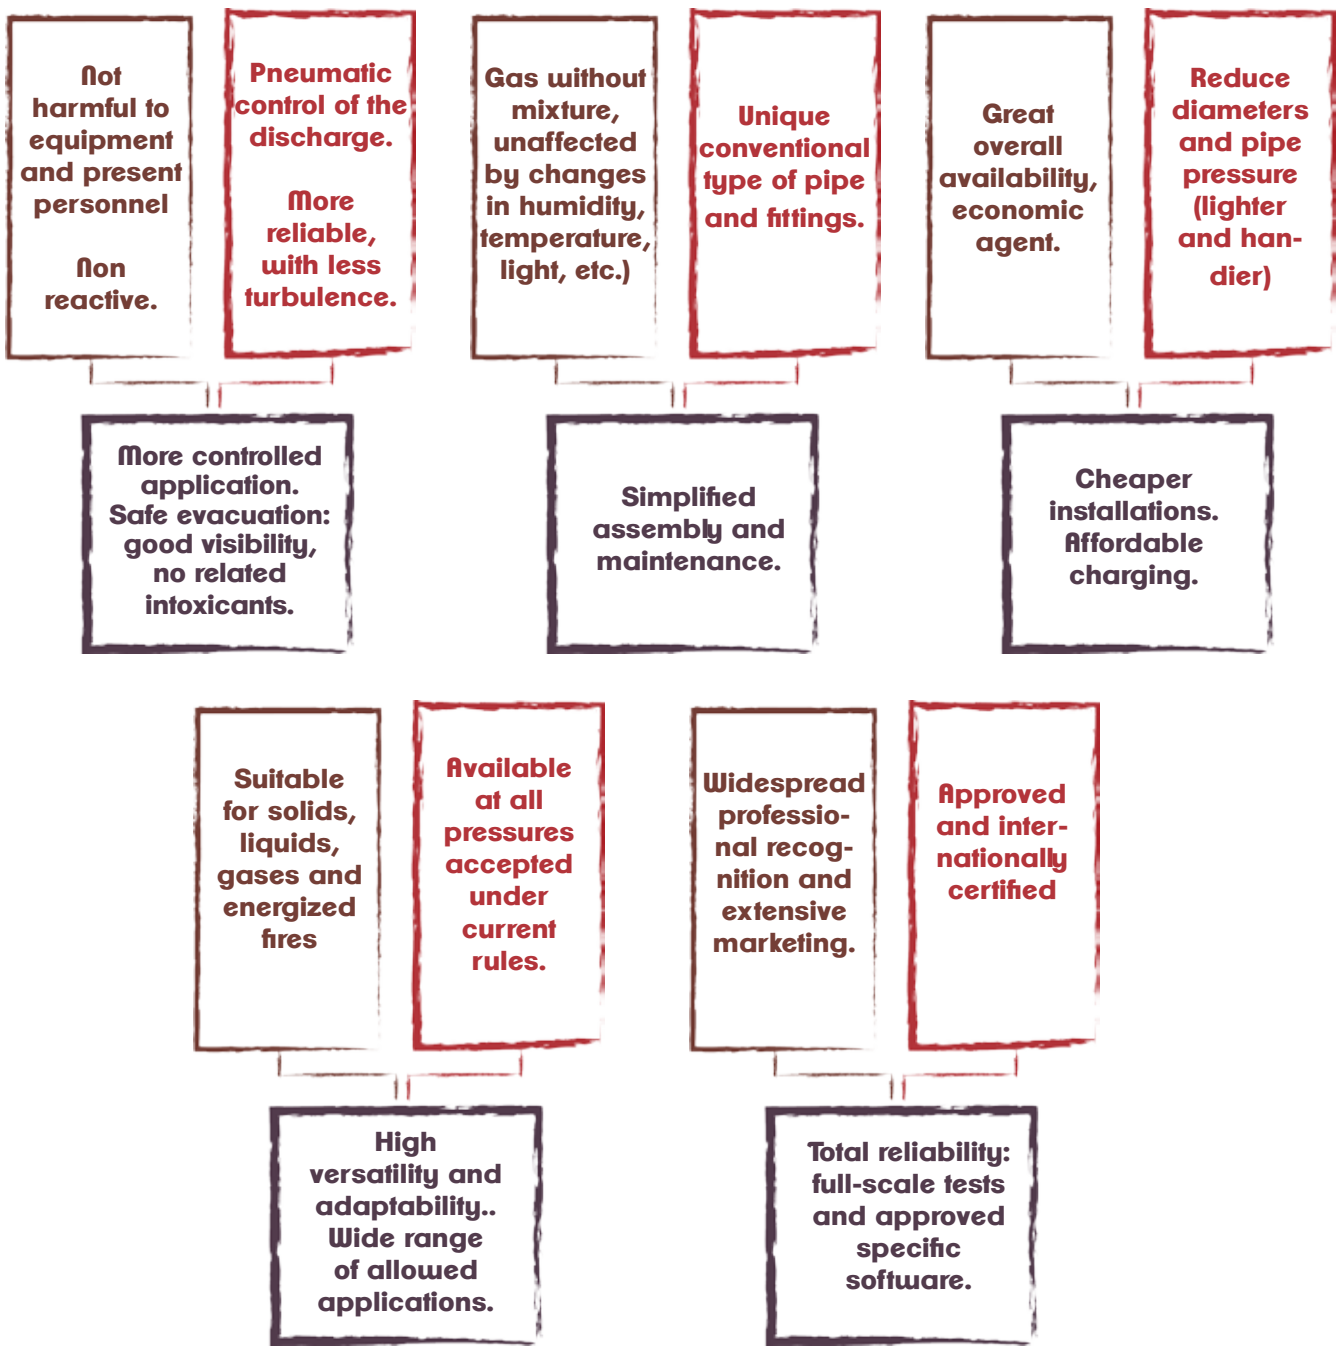 Not
harmful to
equipment
and present
personnel
Non
reactive.
Pneumatic
control of the
discharge.
More
reliable,
with less
turbulence.
More controlled
application.
Safe evacuation:
good visibility,
no related
intoxicants.
Gas without
mixture,
unaffected
by changes
in humidity,
temperature,
light, etc.)
Unique
conventional
type of pipe
and fittings.
Simplified
assembly and
maintenance.
Great
overall
availability,
economic
agent.
Reduce
diameters
and pipe
pressure
(lighter
and han-
dier)
Cheaper
installations.
Affordable
charging.
Suitable
for solids,
liquids,
gases and
energized
fires
Available
at all
pressures
accepted
under
current
rules.
High
versatility and
adaptability..
Wide range
of allowed
applications.
Widespread
professio-
nal recog-
nition and
extensive
marketing.
Approved
and inter-
nationally
certified
Total reliability:
full-scale tests
and approved
specific
software.